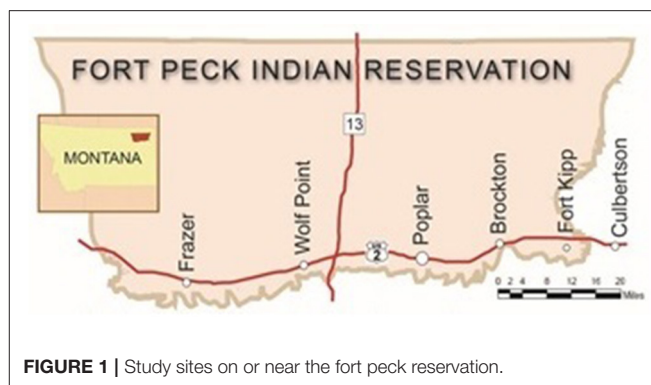 FORT PECK INDIAN RESERVATION
13
MONTANA
Frazer
Wolf Point
US
2
Poplar
Brockton
Fort Kipp
Culbertson
0 2 4 8 12 16 20
Miles
FIGURE 1 | Study sites on or near the fort peck reservation.